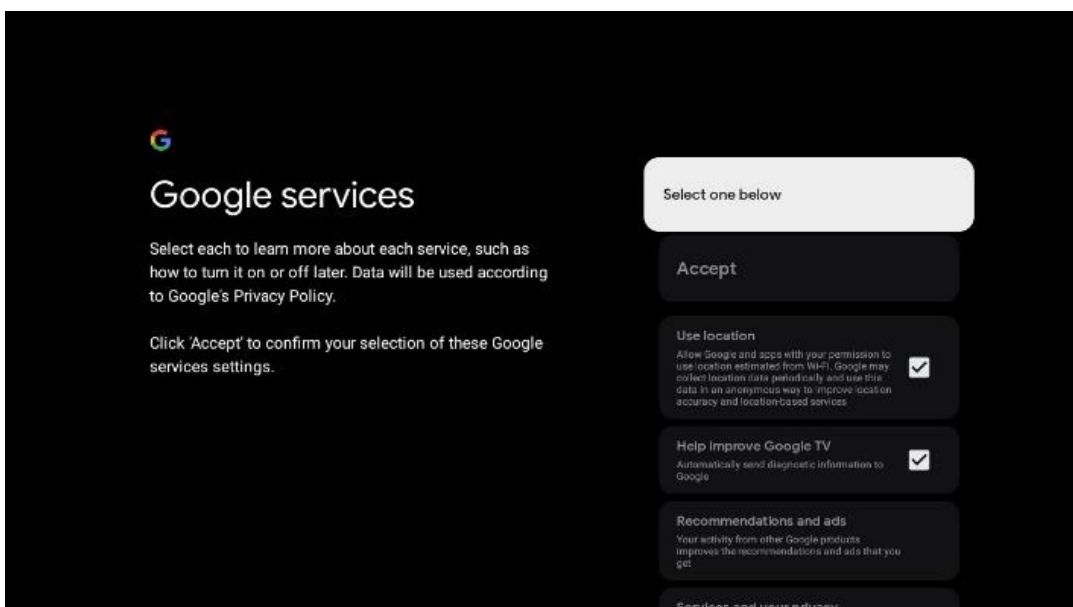 Google services
Select each to learn more about each service, such as
how to turn it on or off later. Data will be used according
to Google's Privacy Policy.
Click 'Accept' to confirm your selection of these Google
services settings.
Select one below
Accept
Use location
Allow Google and apps with your permission to
use location estimated from Wi-Fi. Google may
collect location data periodically and use this
data in an anonymous way to improve location
accuracy and location-based services
Help improve Google TV
Automatically send diagnostic information to
Google
Recommendations and ads
Your activity from other Google products
improves the recommendations and ads that you
get
Services and your privacy